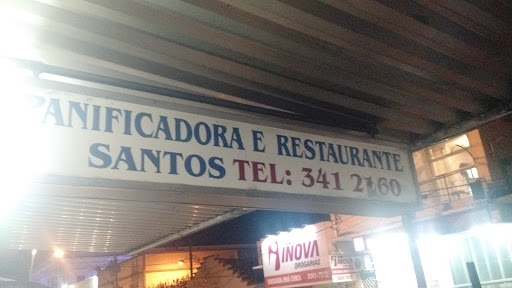 PANIFICADORA E RESTAURANTE
SANTOS TEL: 341 2160
INOVA
DROGARIAS